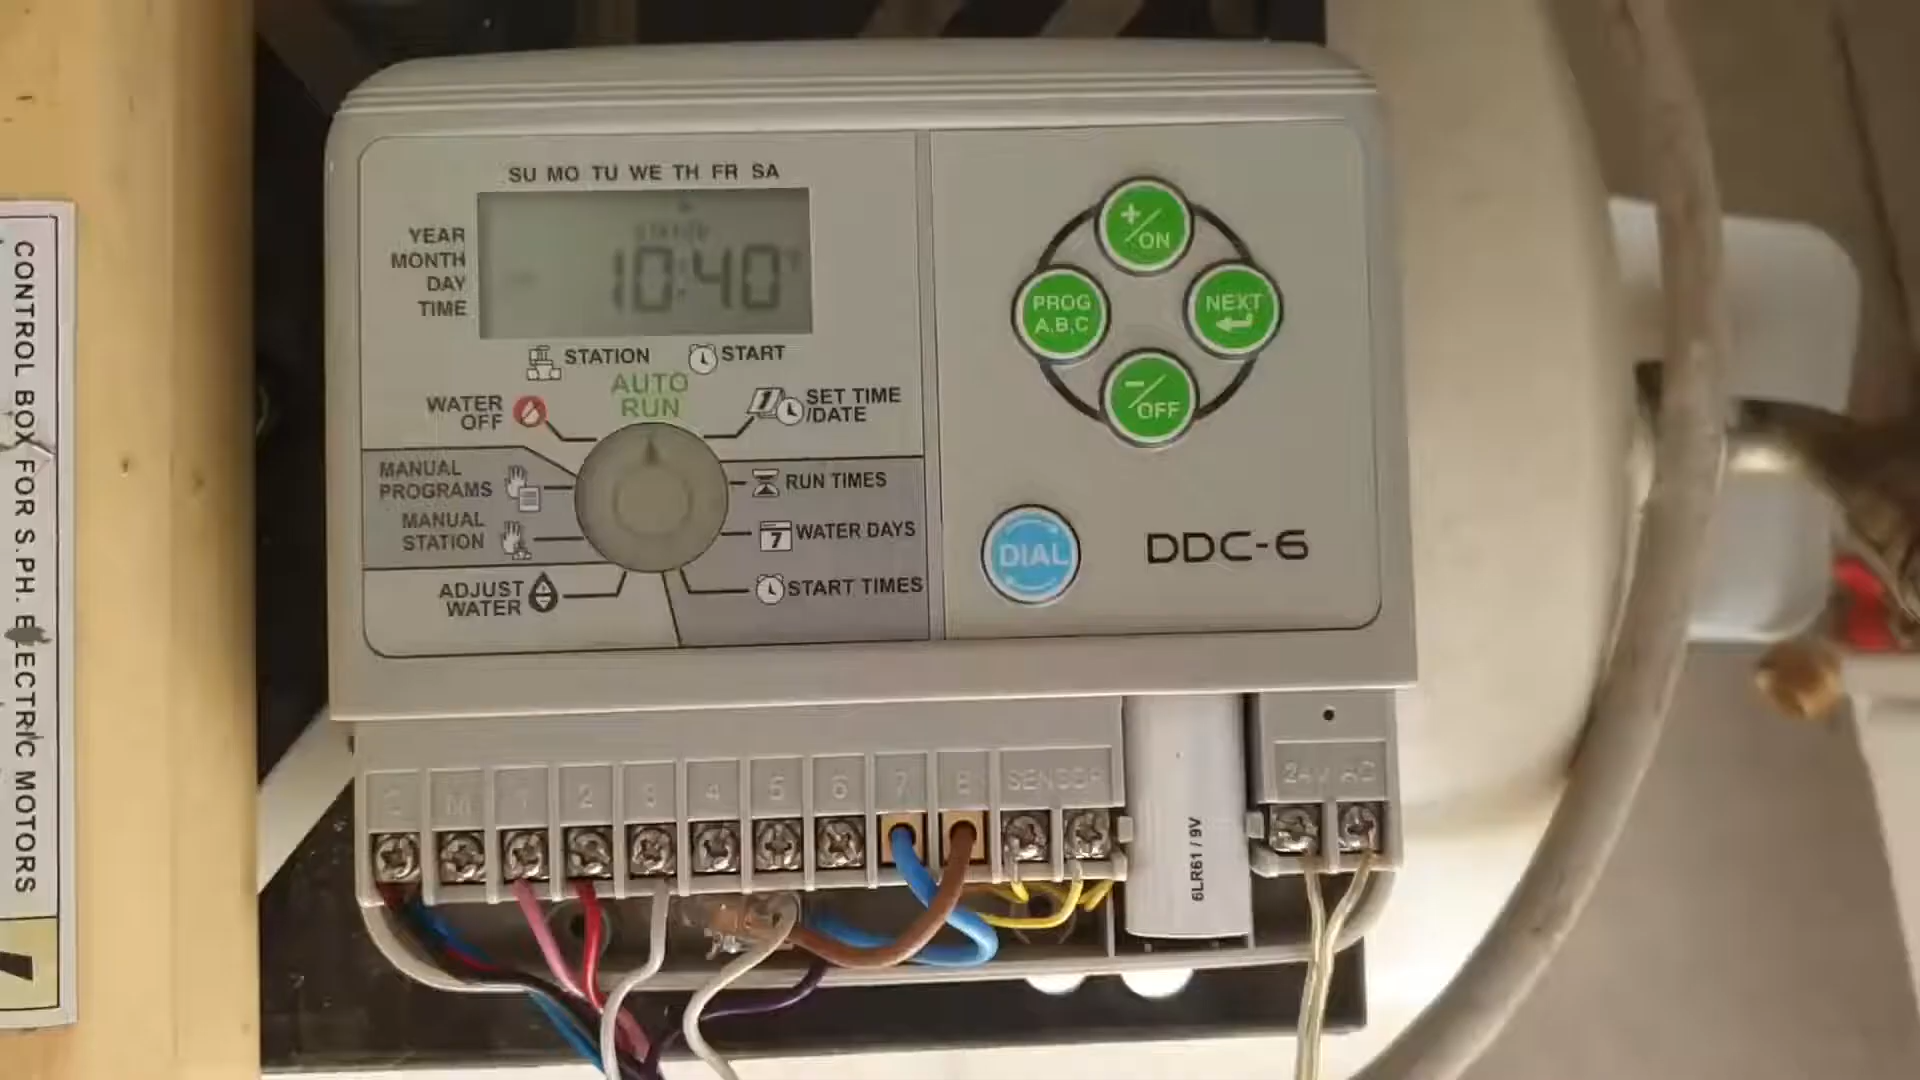 CONTROL BOX FOR S.PH. ELECTRIC MOTORS
SU MO TU WE TH FR SA
YEAR
MONTH
DAY
TIME
10:40
STATION
START
AUTO
RUN
WATER
OFF
SET TIME
/DATE
MANUAL
PROGRAMS
RUN TIMES
MANUAL
STATION
7
WATER DAYS
ADJUST
WATER
START TIMES
+/ON
PROG
A,B,C
NEXT
-/OFF
DIAL
DDC-6
C M 1 2 3 4 5 6 7 8 SENSOR
24V AC
6LR61 / 9V